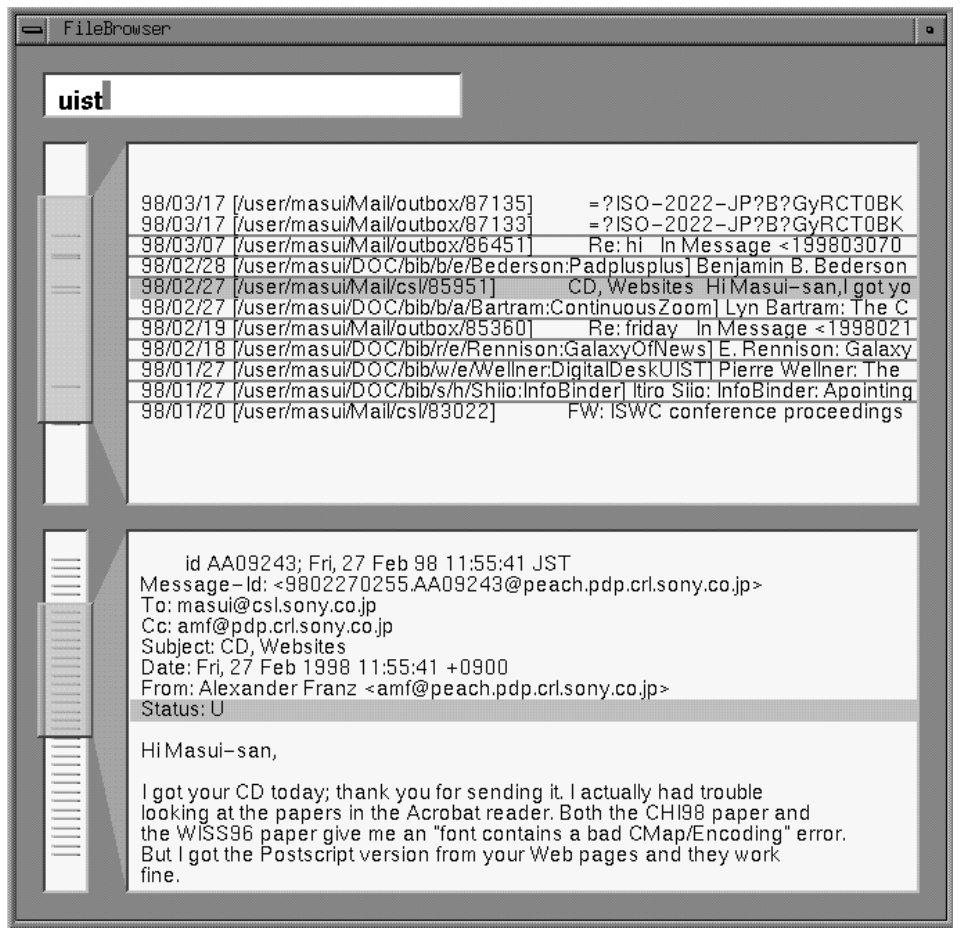 FileBrowser
uist
98/03/17 [/user/masui/Mail/outbox/87135] =?ISO-2022-JP?B?GyRCT0BK
98/03/17 [/user/masui/Mail/outbox/87133] =?ISO-2022-JP?B?GyRCT0BK
98/03/07 [/user/masui/Mail/outbox/86451] Re: hi In Message <199803070
98/02/28 [/user/masui/DOC/bib/b/e/Bederson:Padplusplus] Benjamin B. Bederson
98/02/27 [/user/masui/Mail/csl/85951] CD, Websites Hi Masui-san,I got yo
98/02/27 [/user/masui/DOC/bib/b/a/Bartram:ContinuousZoom] Lyn Bartram: The C
98/02/19 [/user/masui/Mail/outbox/85360] Re: friday In Message <1998021
98/02/18 [/user/masui/DOC/bib/r/e/Rennison:GalaxyOfNews] E. Rennison: Galaxy
98/01/27 [/user/masui/DOC/bib/w/e/Wellner:DigitalDeskUIST] Pierre Wellner: The
98/01/27 [/user/masui/DOC/bib/s/h/Shiio:InfoBinder] Itiro Siio: InfoBinder: Apointing
98/01/20 [/user/masui/Mail/csl/83022] FW: ISWC conference proceedings
id AA09243; Fri, 27 Feb 98 11:55:41 JST
Message-Id: <9802270255.AA09243@peach.pdp.crl.sony.co.jp>
To: masui@csl.sony.co.jp
Cc: amf@pdp.crl.sony.co.jp
Subject: CD, Websites
Date: Fri, 27 Feb 1998 11:55:41 +0900
From: Alexander Franz <amf@peach.pdp.crl.sony.co.jp>
Status: U
Hi Masui-san,
I got your CD today; thank you for sending it. I actually had trouble
looking at the papers in the Acrobat reader. Both the CHI98 paper and
the WISS96 paper give me an "font contains a bad CMap/Encoding" error.
But I got the Postscript version from your Web pages and they work
fine.